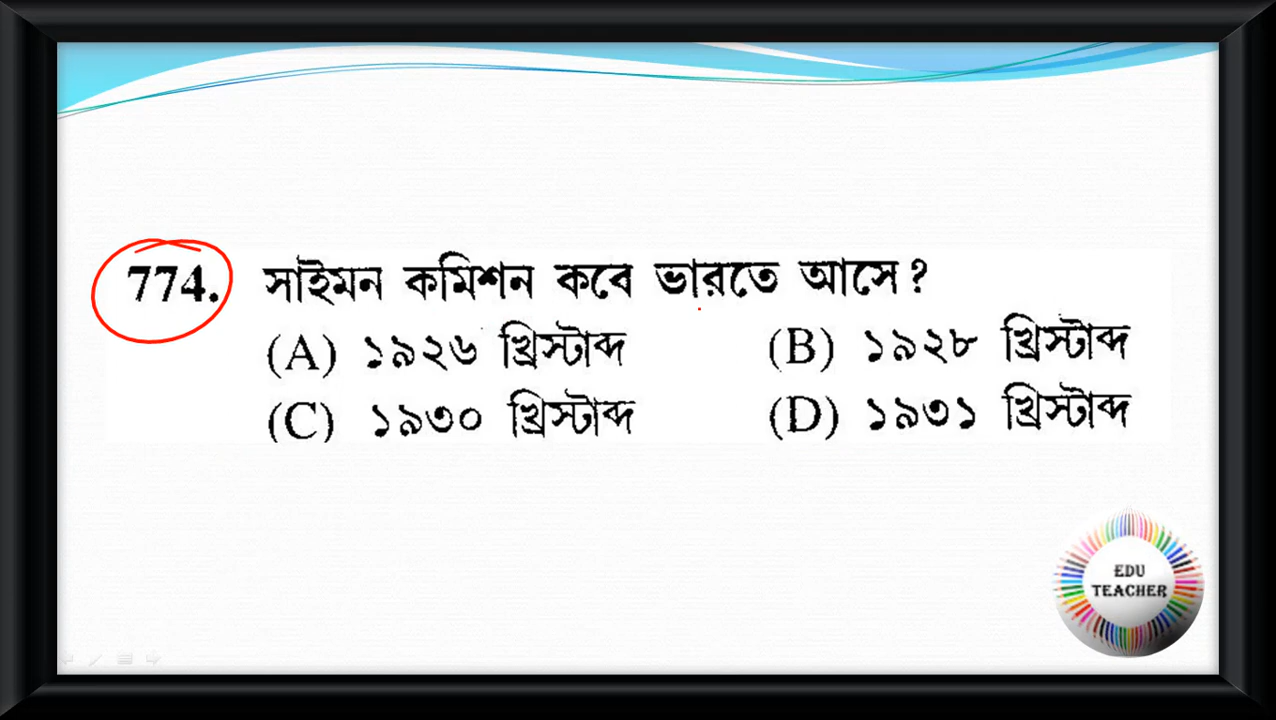 774. সাইমন কমিশন কবে ভারতে আসে?
(A) ১৯২৬ খ্রিস্টাব্দ (B) ১৯২৮ খ্রিস্টাব্দ
(C) ১৯৩০ খ্রিস্টাব্দ (D) ১৯৩১ খ্রিস্টাব্দ
EDU
TEACHER